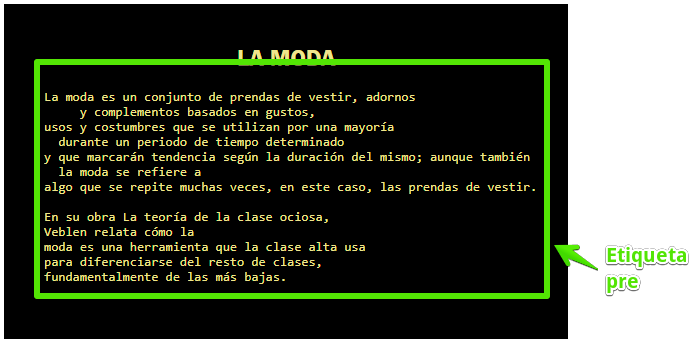 LA MODA
La moda es un conjunto de prendas de vestir, adornos
y complementos basados en gustos,
usos y costumbres que se utilizan por una mayoría
durante un periodo de tiempo determinado
y que marcarán tendencia según la duración del mismo; aunque también
la moda se refiere a
algo que se repite muchas veces, en este caso, las prendas de vestir.
En su obra La teoría de la clase ociosa,
Veblen relata cómo la
moda es una herramienta que la clase alta usa
para diferenciarse del resto de clases,
fundamentalmente de las más bajas.
Etiqueta
pre